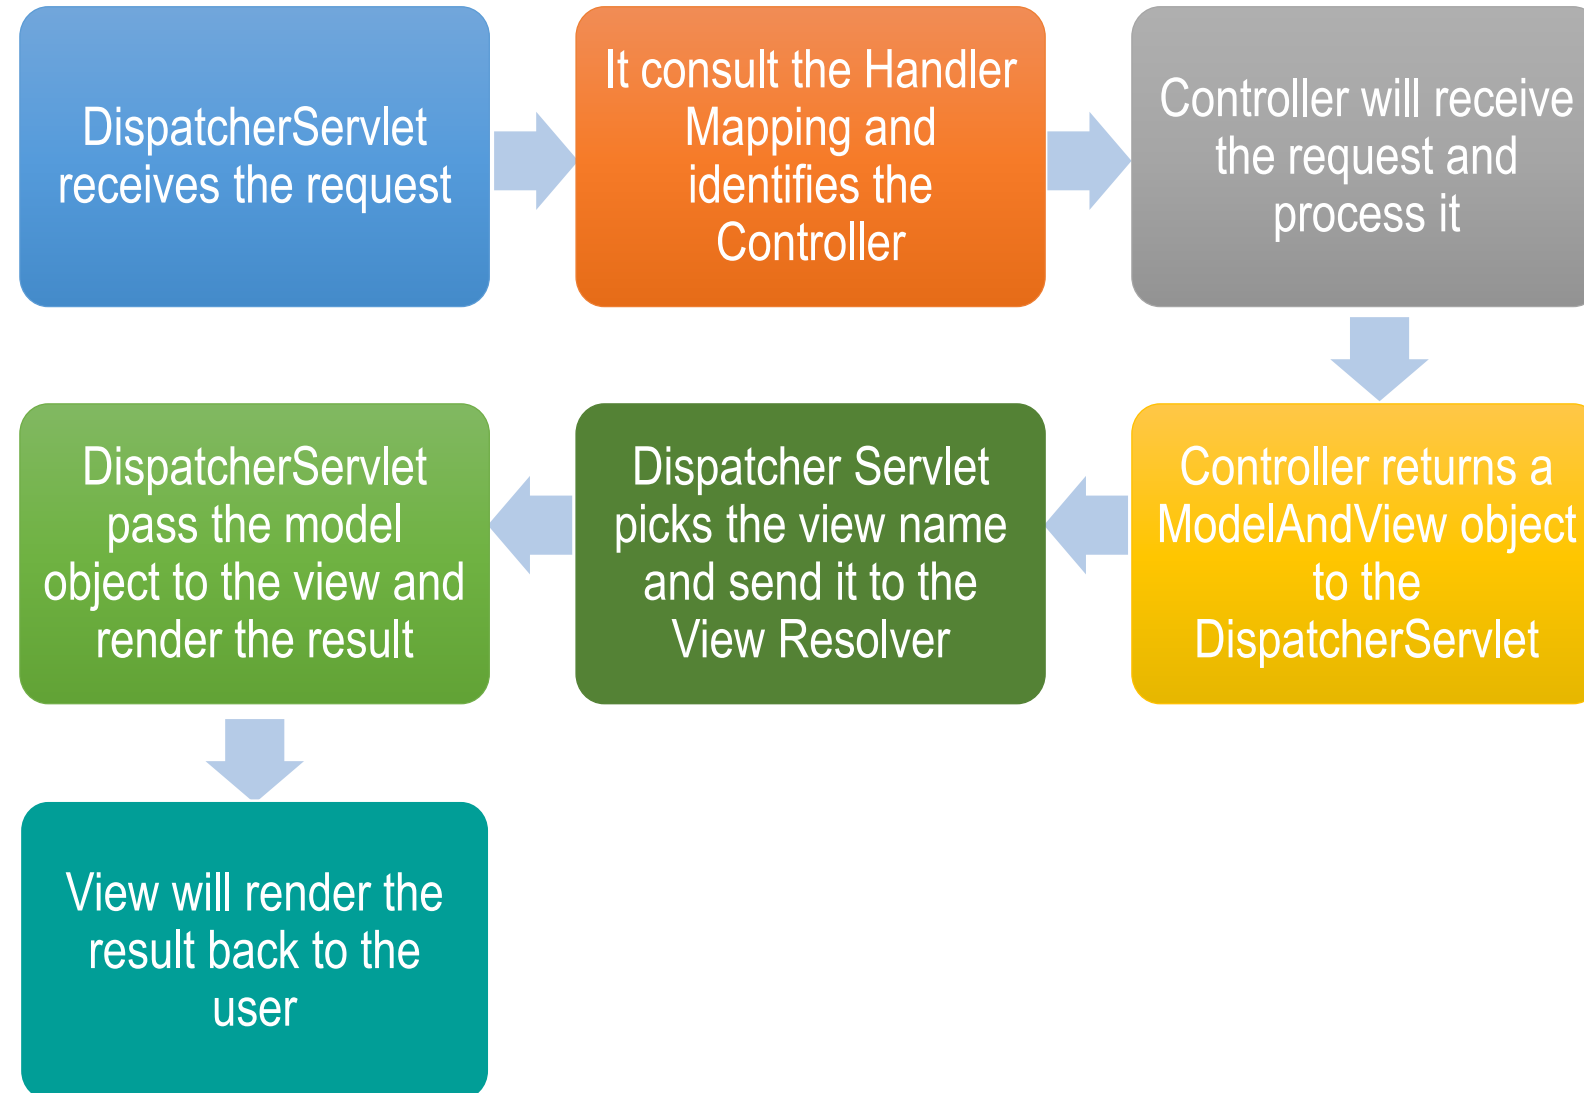 DispatcherServlet
receives the request
It consult the Handler
Mapping and
identifies the
Controller
Controller will receive
the request and
process it
Controller returns a
ModelAndView object
to the
DispatcherServlet
Dispatcher Servlet
picks the view name
and send it to the
View Resolver
DispatcherServlet
pass the model
object to the view and
render the result
View will render the
result back to the
user